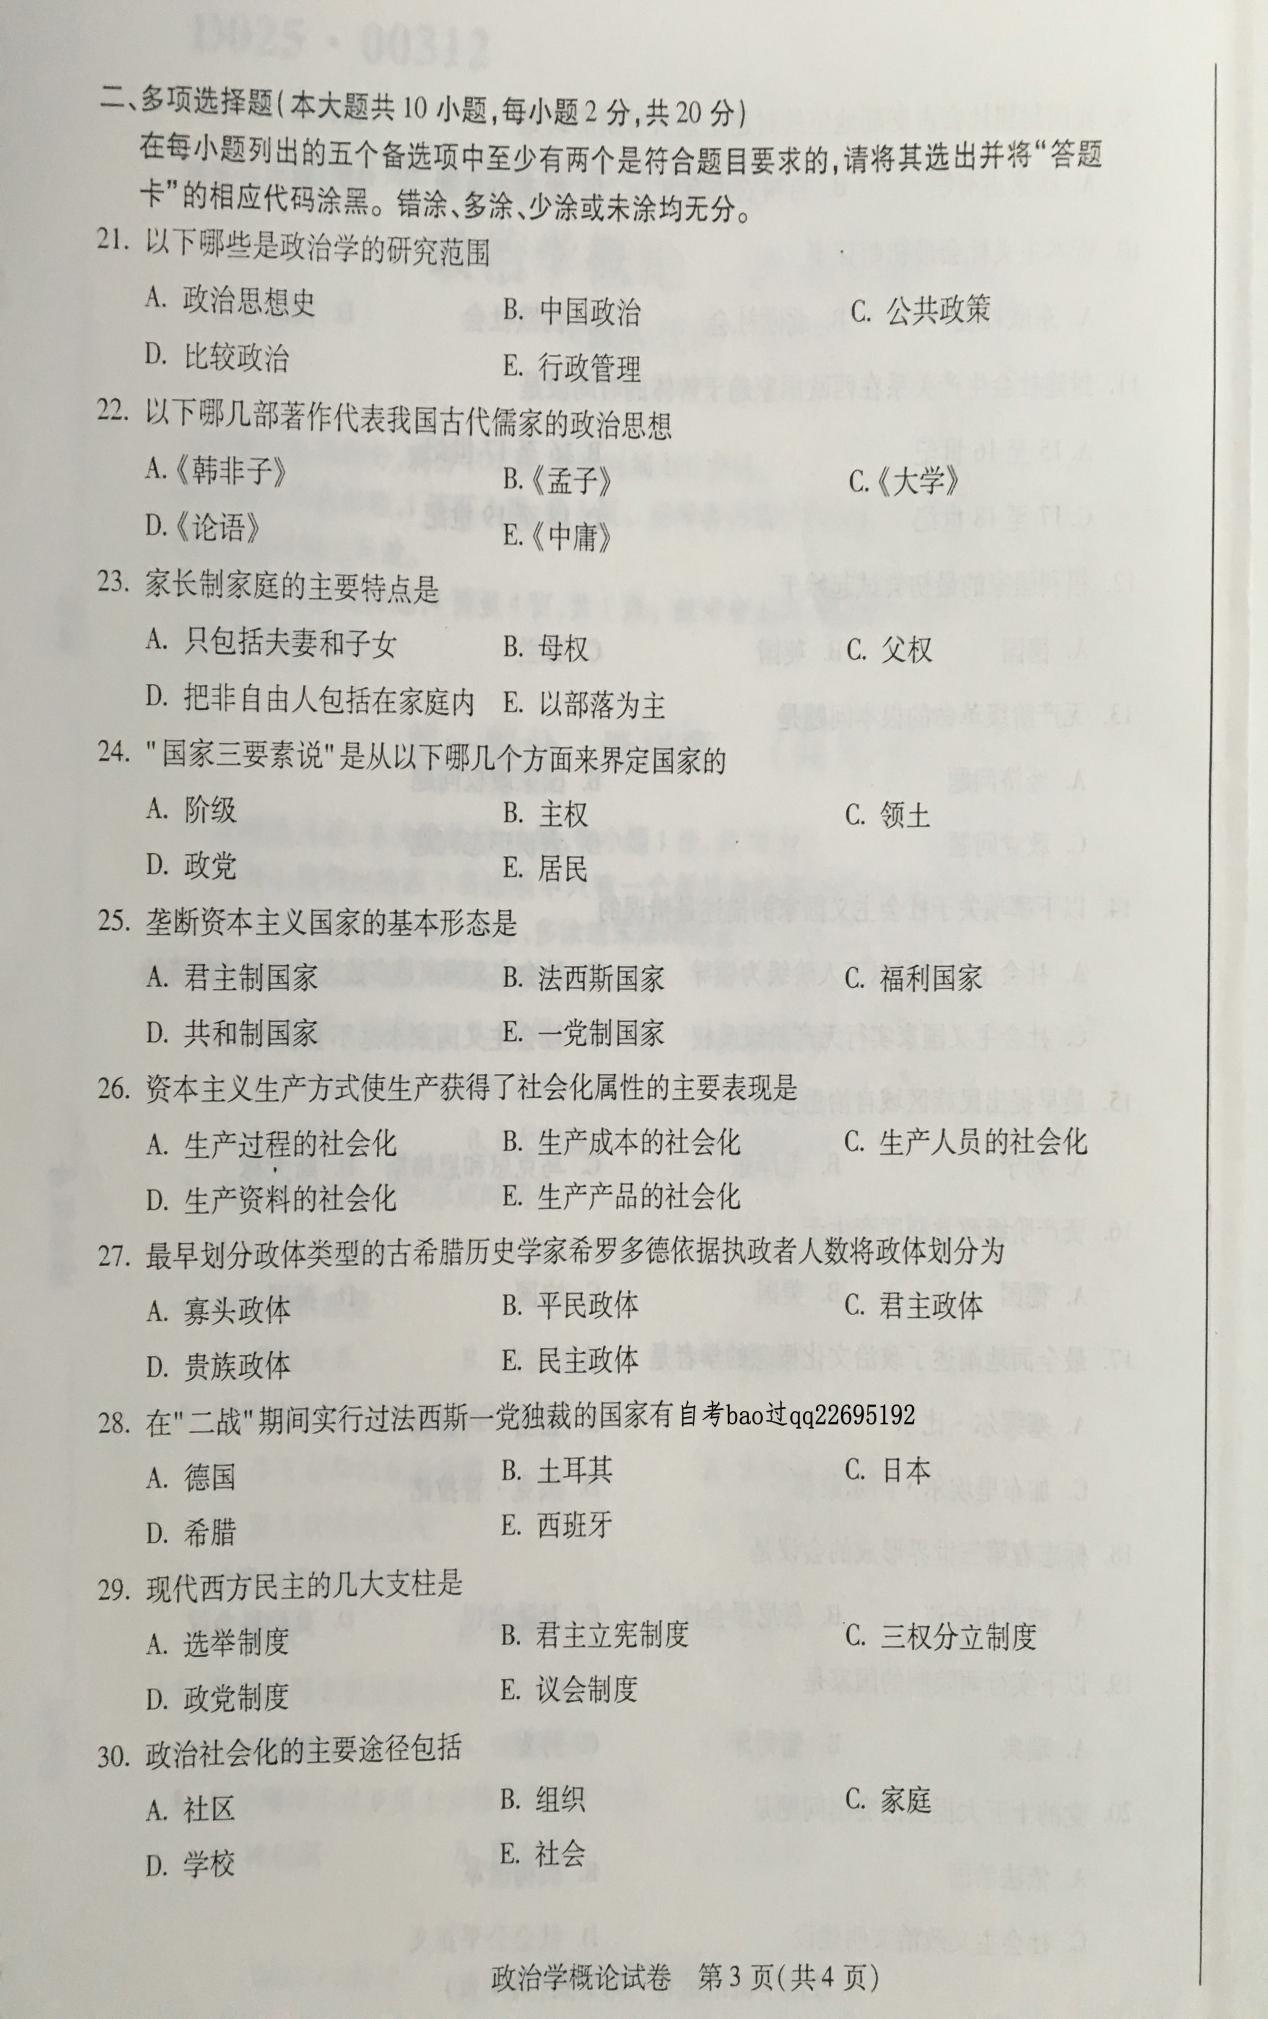 二、多项选择题(本大题共10小题,每小题2分,共20分)
在每小题列出的五个备选项中至少有两个是符合题目要求的,请将其选出并将“答题
卡”的相应代码涂黑。错涂、多涂、少涂或未涂均无分。
21. 以下哪些是政治学的研究范围
A. 政治思想史 B. 中国政治 C. 公共政策
D. 比较政治 E. 行政管理
22. 以下哪几部著作代表我国古代儒家的政治思想
A.《韩非子》 B.《孟子》 C.《大学》
D.《论语》 E.《中庸》
23. 家长制家庭的主要特点是
A. 只包括夫妻和子女 B. 母权 C. 父权
D. 把非自由人包括在家庭内 E. 以部落为主
24. "国家三要素说"是从以下哪几个方面来界定国家的
A. 阶级 B. 主权 C. 领土
D. 政党 E. 居民
25. 垄断资本主义国家的基本形态是
A. 君主制国家 B. 法西斯国家 C. 福利国家
D. 共和制国家 E. 一党制国家
26. 资本主义生产方式使生产获得了社会化属性的主要表现是
A. 生产过程的社会化 B. 生产成本的社会化 C. 生产人员的社会化
D. 生产资料的社会化 E. 生产产品的社会化
27. 最早划分政体类型的古希腊历史学家希罗多德依据执政者人数将政体划分为
A. 寡头政体 B. 平民政体 C. 君主政体
D. 贵族政体 E. 民主政体
28. 在"二战"期间实行过法西斯一党独裁的国家有自考bao过qq22695192
A. 德国 B. 土耳其 C. 日本
D. 希腊 E. 西班牙
29. 现代西方民主的几大支柱是
A. 选举制度 B. 君主立宪制度 C. 三权分立制度
D. 政党制度 E. 议会制度
30. 政治社会化的主要途径包括
A. 社区 B. 组织 C. 家庭
D. 学校 E. 社会
政治学概论试卷 第3页(共4页)